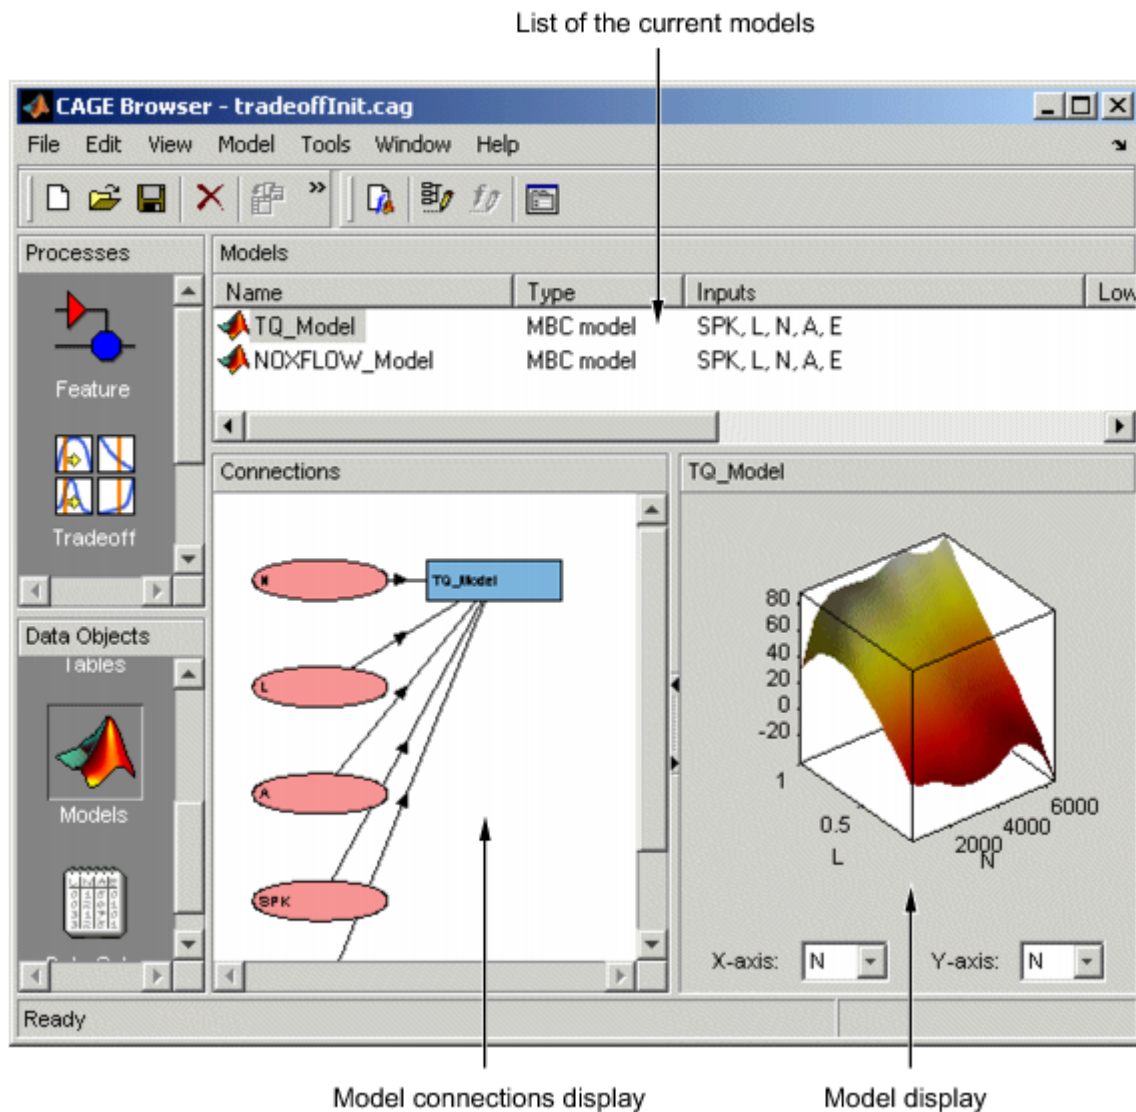 List of the current models
CAGE Browser - tradeoffInit.cag
File Edit View Model Tools Window Help
Processes
Feature
Tradeoff
Models
Name Type Inputs Low
TQ_Model MBC model SPK, L, N, A, E
NOXFLOW_Model MBC model SPK, L, N, A, E
Connections
N
TQ_Model
L
A
SPK
TQ_Model
80
60
40
20
0
-20
1
0.5
L
2000
4000
6000
N
X-axis: N Y-axis: N
Data Objects
Tables
Models
Ready
Model connections display
Model display